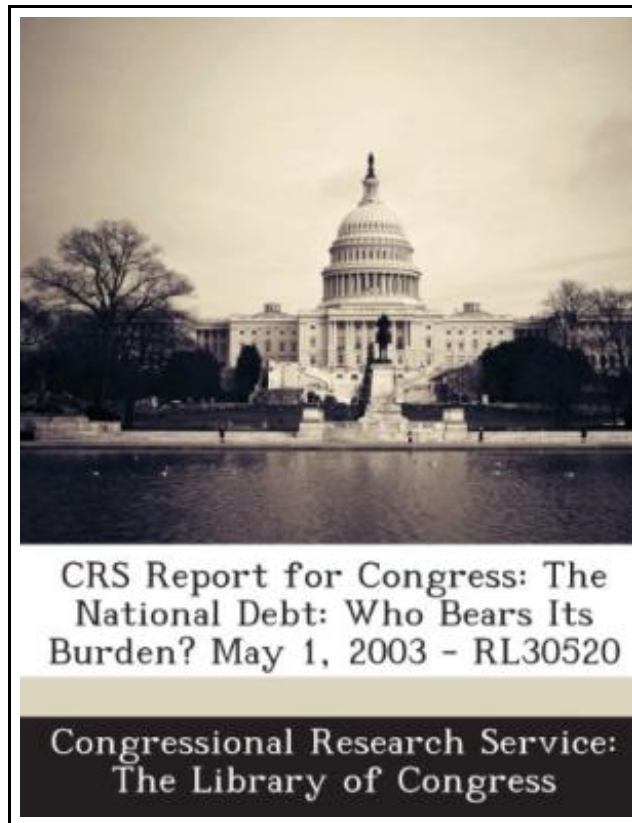 CRS Report for Congress: The
National Debt: Who Bears Its
Burden? May 1, 2003 - RL30520
Congressional Research Service:
The Library of Congress